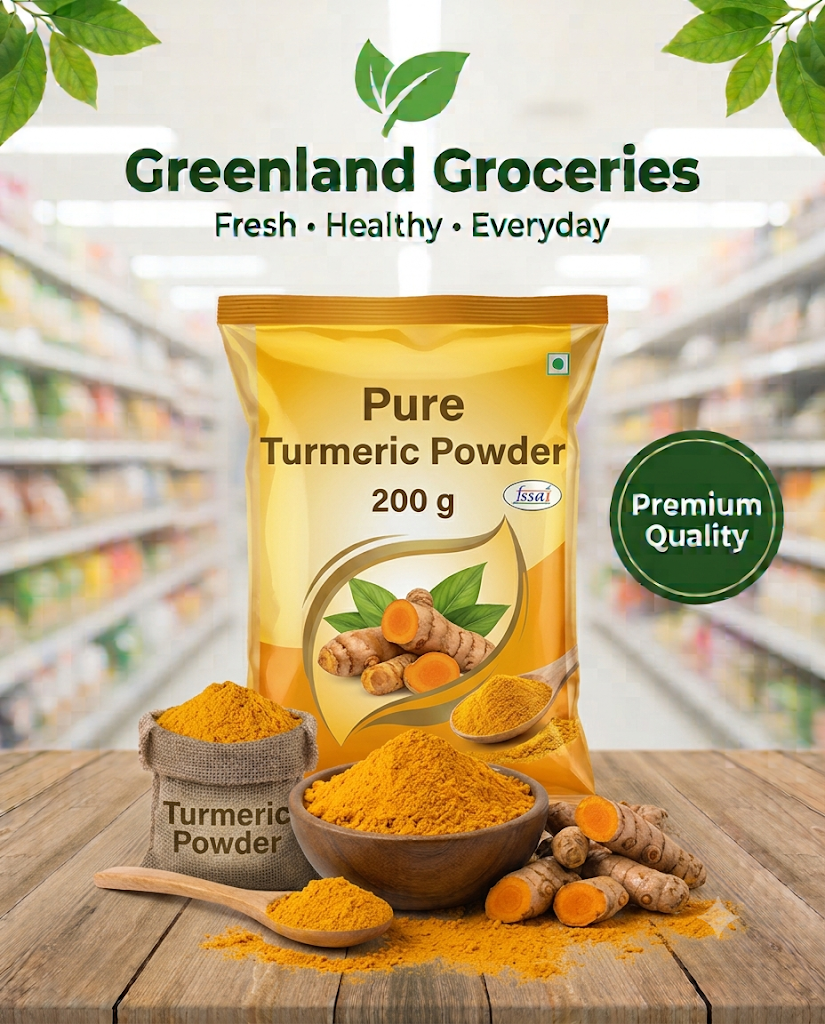 Greenland Groceries
Fresh • Healthy • Everyday
Pure
Turmeric Powder
200 g
fssai
Premium
Quality
Turmeric
Powder